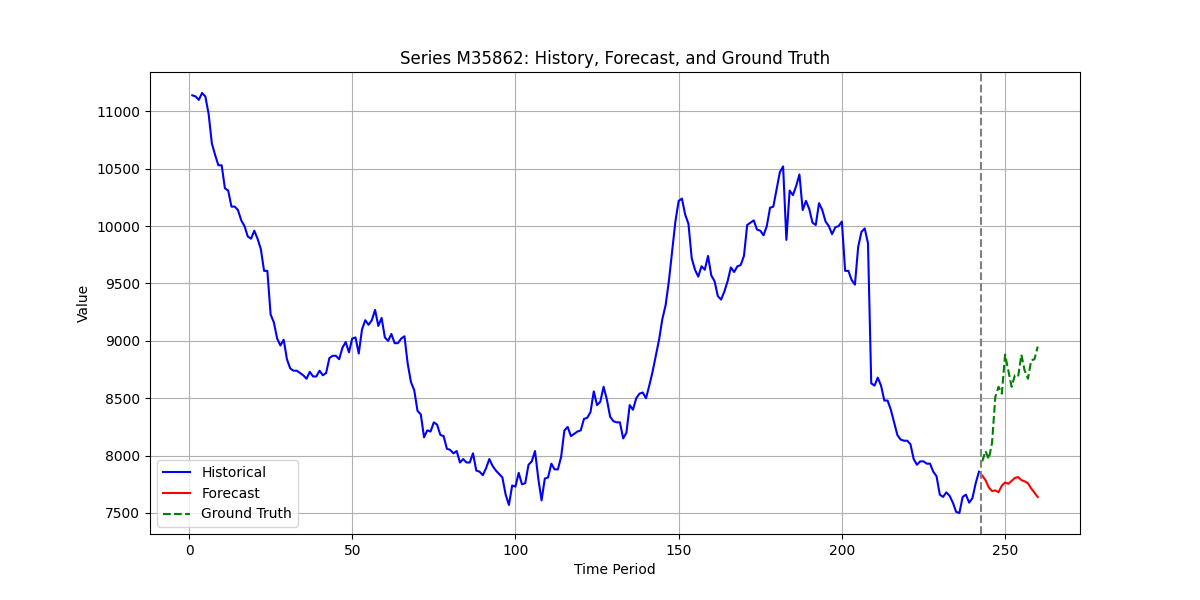 Series M35862: History, Forecast, and Ground Truth
Value
11000
10500
10000
9500
9000
8500
8000
7500
Historical
Forecast
Ground Truth
0 50 100 150 200 250
Time Period